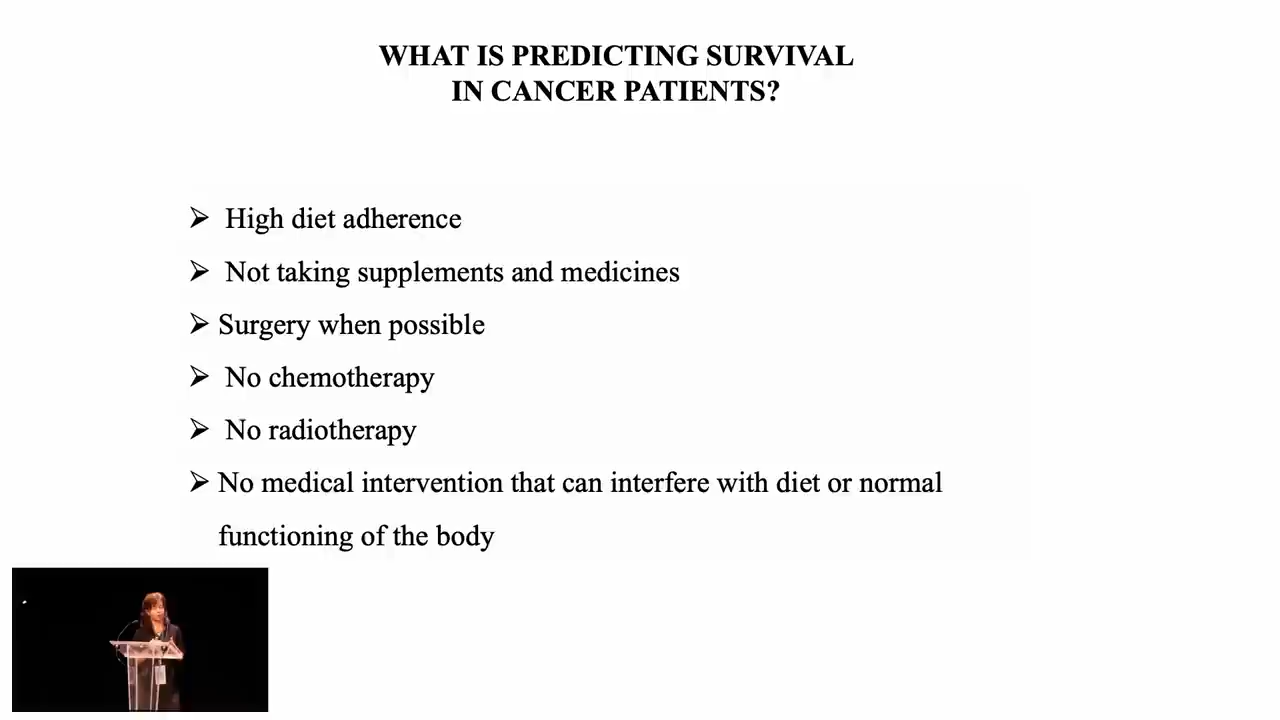 WHAT IS PREDICTING SURVIVAL
IN CANCER PATIENTS?
➢ High diet adherence
➢ Not taking supplements and medicines
➢ Surgery when possible
➢ No chemotherapy
➢ No radiotherapy
➢ No medical intervention that can interfere with diet or normal
functioning of the body